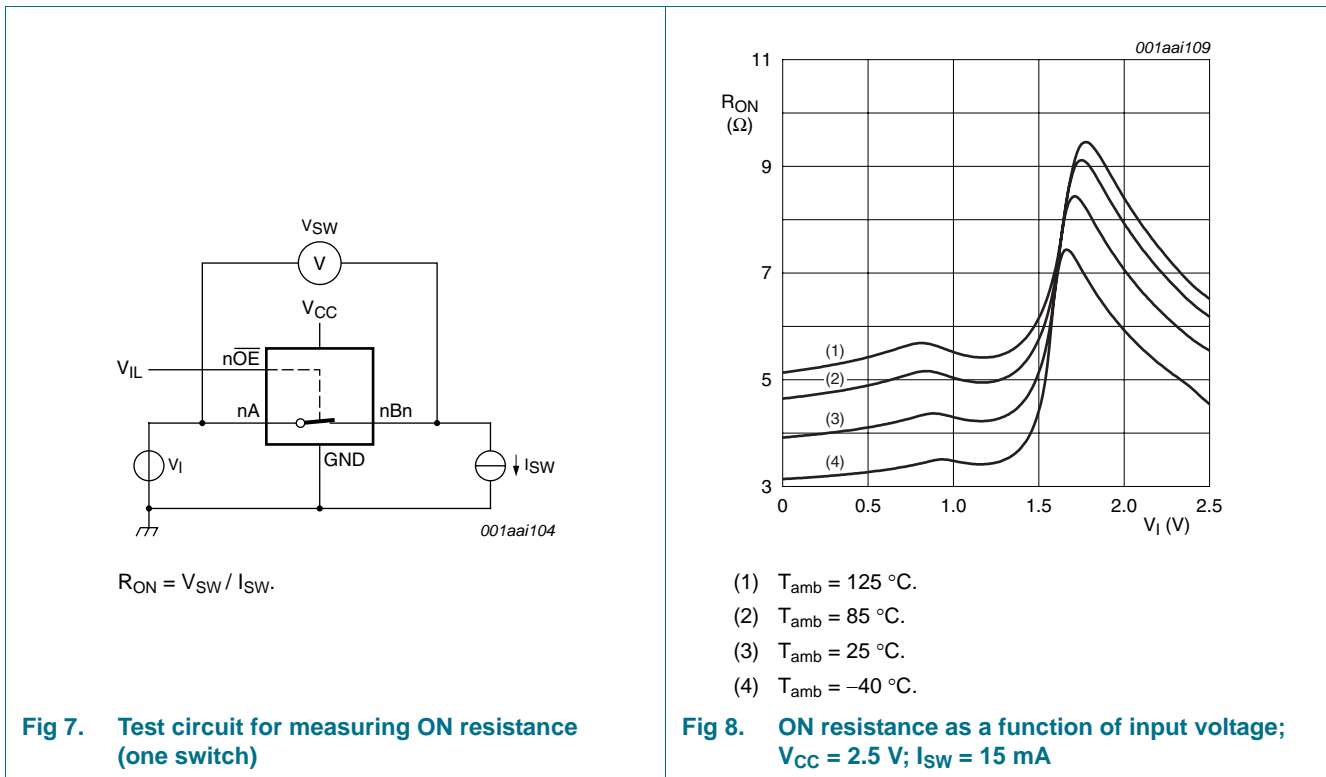 VSW
V
VCC
nOE
VIL
nA
nBn
VI
GND
ISW
001aai104
RON = VSW / ISW.
Fig 7. Test circuit for measuring ON resistance
(one switch)
001aai109
11
RON
(Ω)
9
7
5
3
(1)
(2)
(3)
(4)
0 0.5 1.0 1.5 2.0 2.5
VI (V)
(1) Tamb = 125 °C.
(2) Tamb = 85 °C.
(3) Tamb = 25 °C.
(4) Tamb = −40 °C.
Fig 8. ON resistance as a function of input voltage;
VCC = 2.5 V; ISW = 15 mA